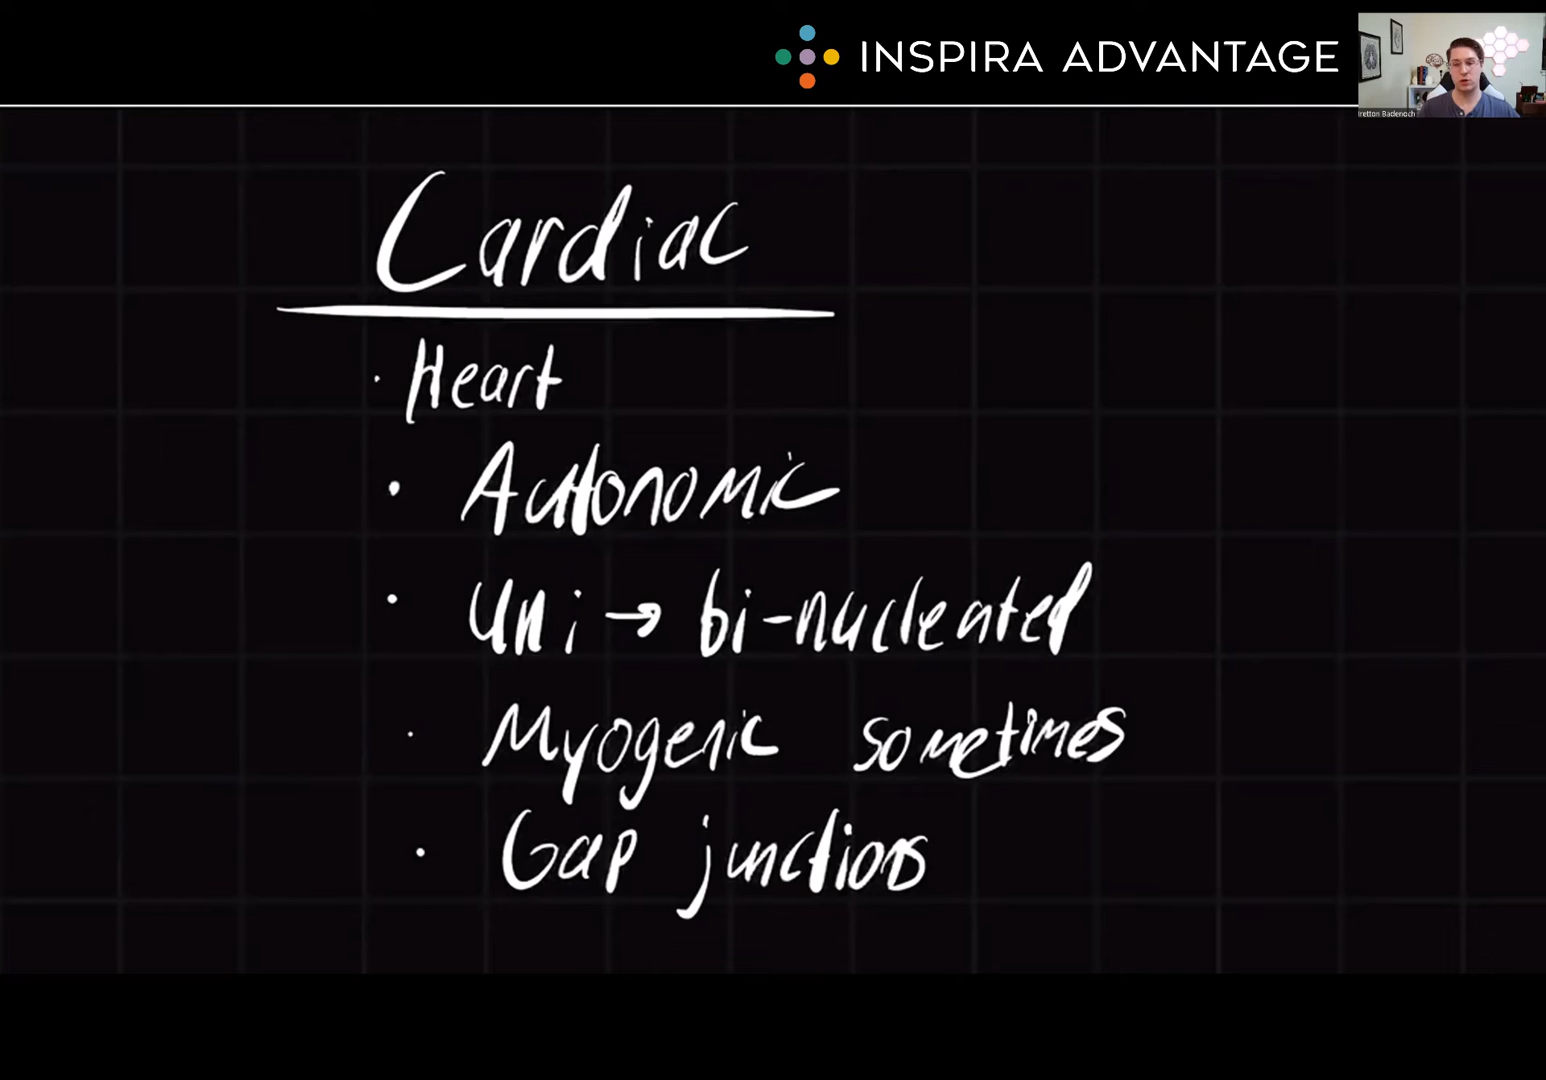 INSPIRA ADVANTAGE
Cardiac
· Heart
· Autonomic
· Uni → bi-nucleated
· Myogenic sometimes
· Gap junctions